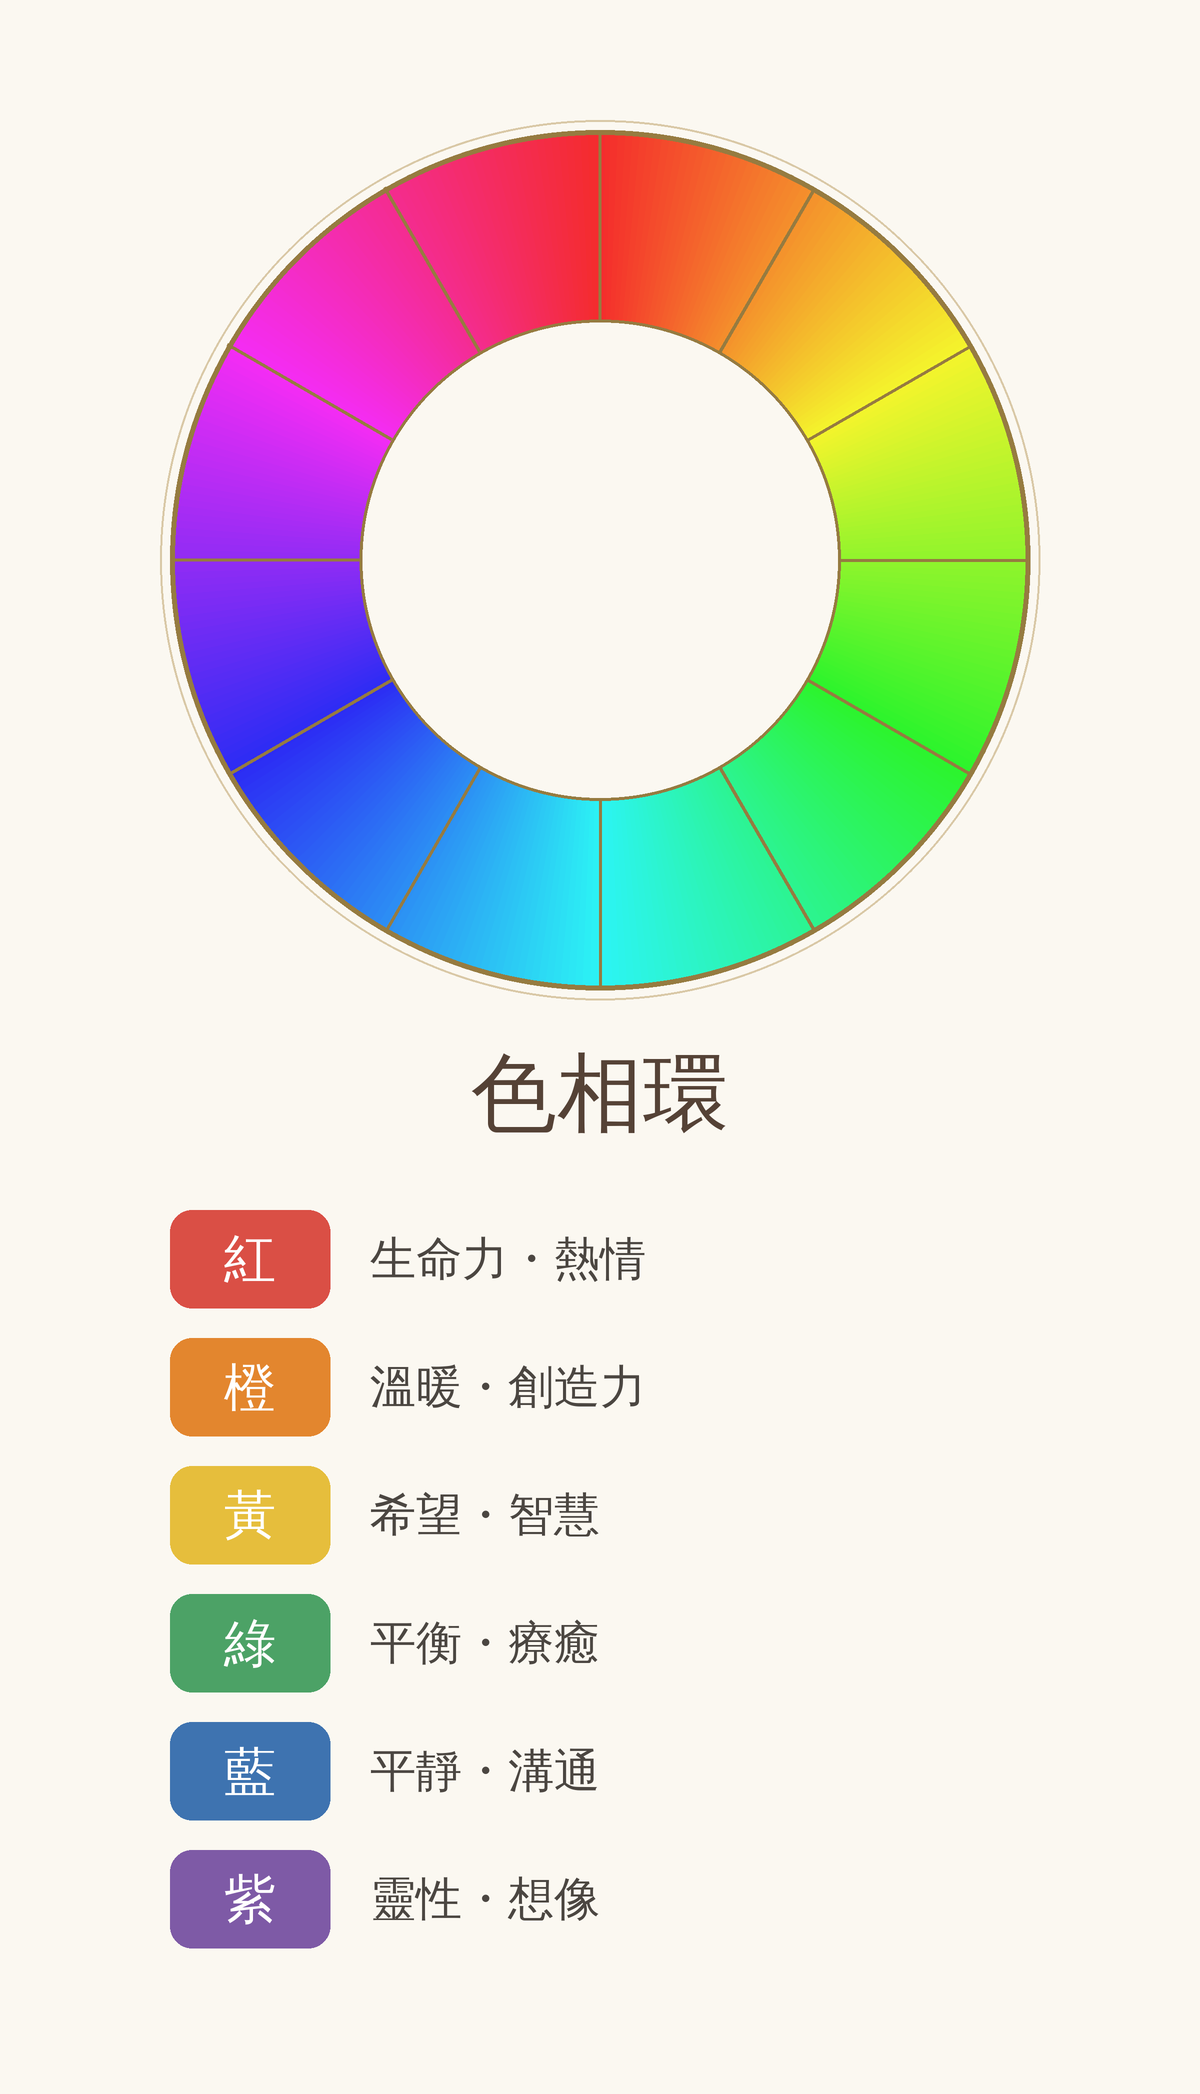 色相環
紅 生命力・熱情
橙 溫暖・創造力
黃 希望・智慧
綠 平衡・療癒
藍 平靜・溝通
紫 靈性・想像